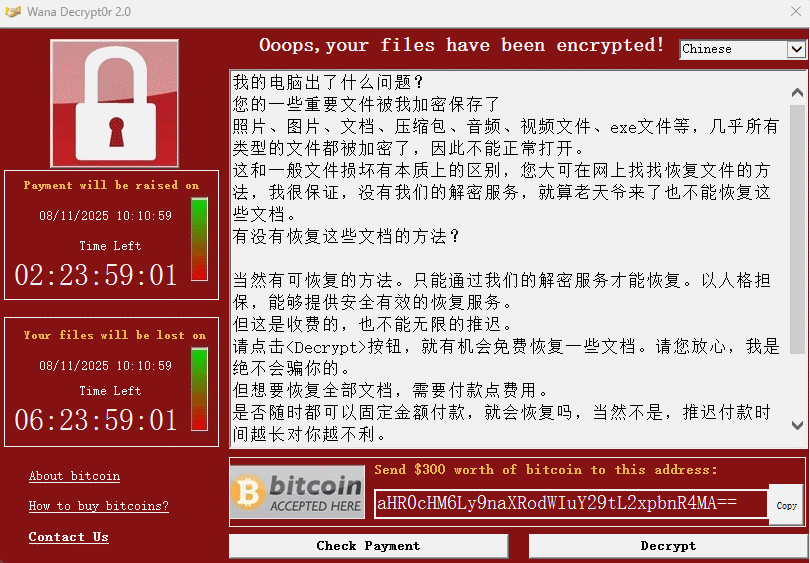 Wana Decrypt0r 2.0
Ooops,your files have been encrypted!
Chinese
Payment will be raised on
08/11/2025 10:10:59
Time Left
02:23:59:01
Your files will be lost on
08/11/2025 10:10:59
Time Left
06:23:59:01
About bitcoin
How to buy bitcoins?
Contact Us
我的电脑出了什么问题？
您的一些重要文件被我加密保存了
照片、图片、文档、压缩包、音频、视频文件、exe文件等，几乎所有
类型的文件都被加密了，因此不能正常打开。
这和一般文件损坏有本质上的区别，您大可在网上找找恢复文件的方
法，我很保证，没有我们的解密服务，就算老天爷来了也不能恢复这
些文档。
有没有恢复这些文档的方法？
当然有可恢复的方法。只能通过我们的解密服务才能恢复。以人格担
保，能够提供安全有效的恢复服务。
但这是收费的，也不能无限的推迟。
请点击<Decrypt>按钮，就有机会免费恢复一些文档。请您放心，我是
绝不会骗你的。
但想要恢复全部文档，需要付款点费用。
是否随时都可以固定金额付款，就会恢复吗，当然不是，推迟付款时
间越长对你越不利。
bitcoin
ACCEPTED HERE
Send $300 worth of bitcoin to this address:
aHR0cHM6Ly9naXRodWIuY29tL2xpbnR4MA==
Copy
Check Payment
Decrypt